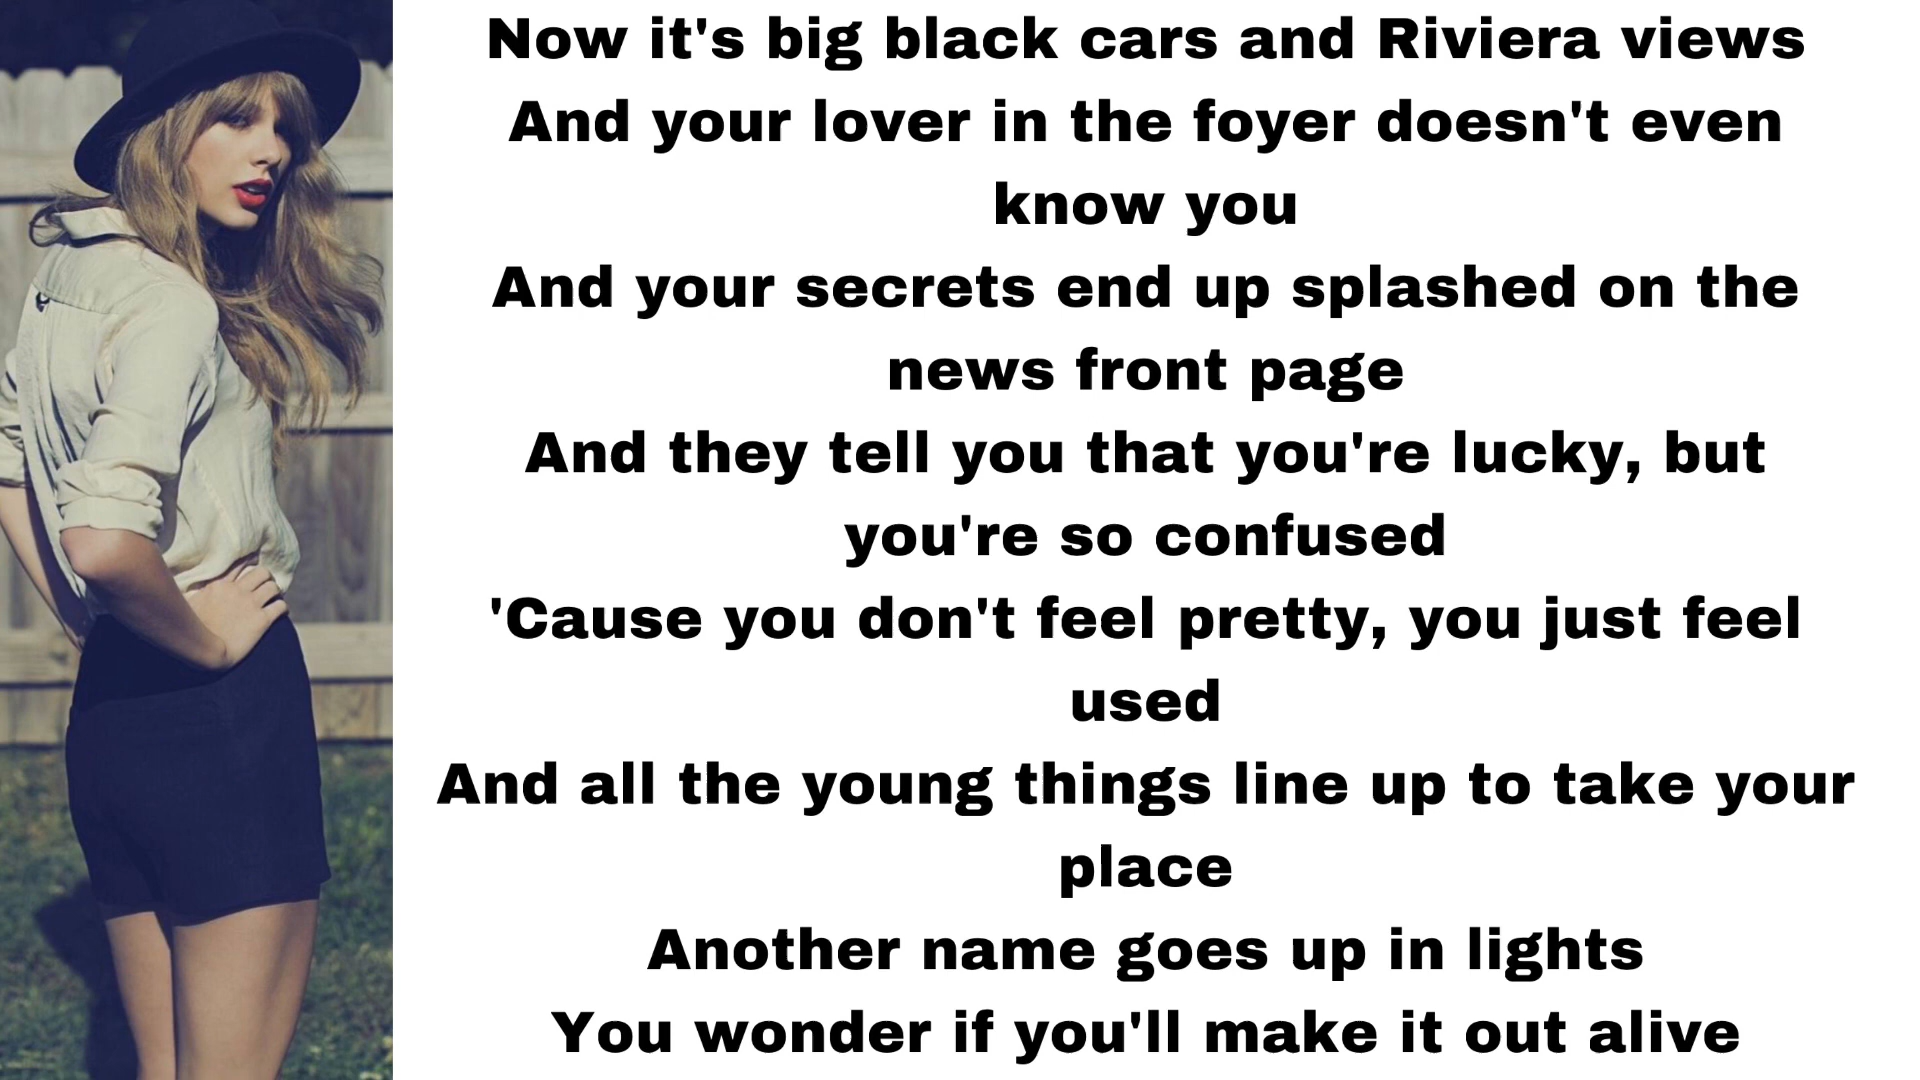 Now it's big black cars and Riviera views
And your lover in the foyer doesn't even
know you
And your secrets end up splashed on the
news front page
And they tell you that you're lucky, but
you're so confused
'Cause you don't feel pretty, you just feel
used
And all the young things line up to take your
place
Another name goes up in lights
You wonder if you'll make it out alive